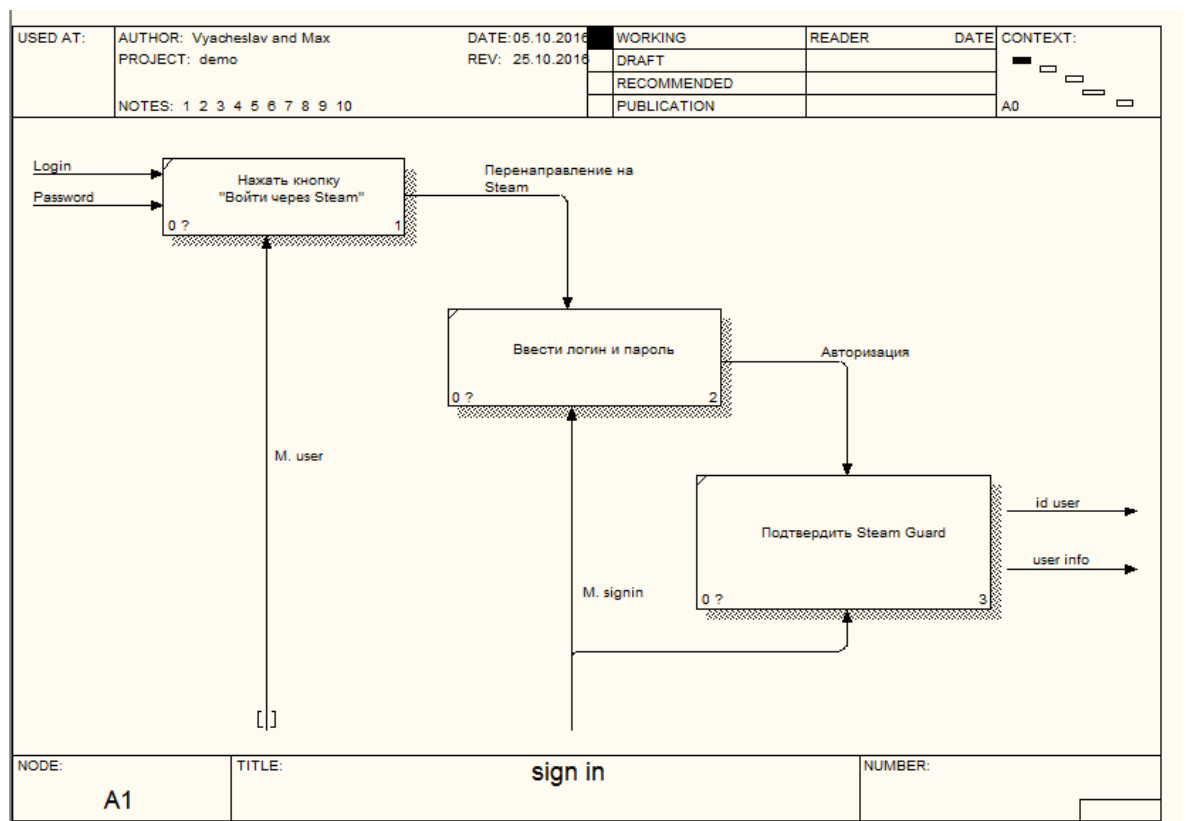 USED AT:
AUTHOR: Vyacheslav and Max
DATE: 05.10.2016
WORKING
READER
DATE
CONTEXT:
PROJECT: demo
REV: 25.10.2016
DRAFT
RECOMMENDED
NOTES: 1 2 3 4 5 6 7 8 9 10
PUBLICATION
A0
Login
Password
Нажать кнопку
"Войти через Steam"
0 ?
1
Перенаправление на
Steam
Ввести логин и пароль
0 ?
2
Авторизация
M. user
Подтвердить Steam Guard
0 ?
3
id user
user info
M. signin
[ ]
NODE:
A1
TITLE:
sign in
NUMBER: